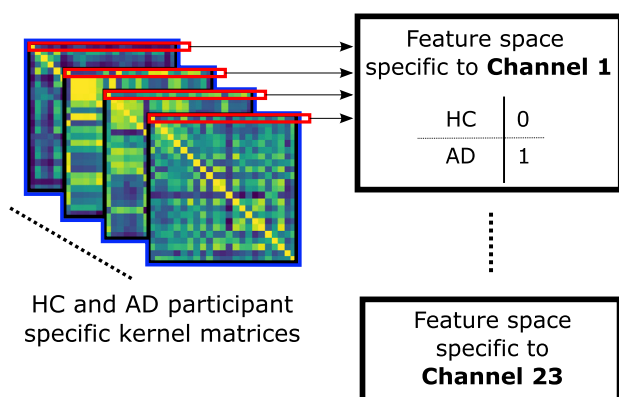 Feature space
specific to Channel 1
HC 0
AD 1
HC and AD participant
specific kernel matrices
Feature space
specific to
Channel 23